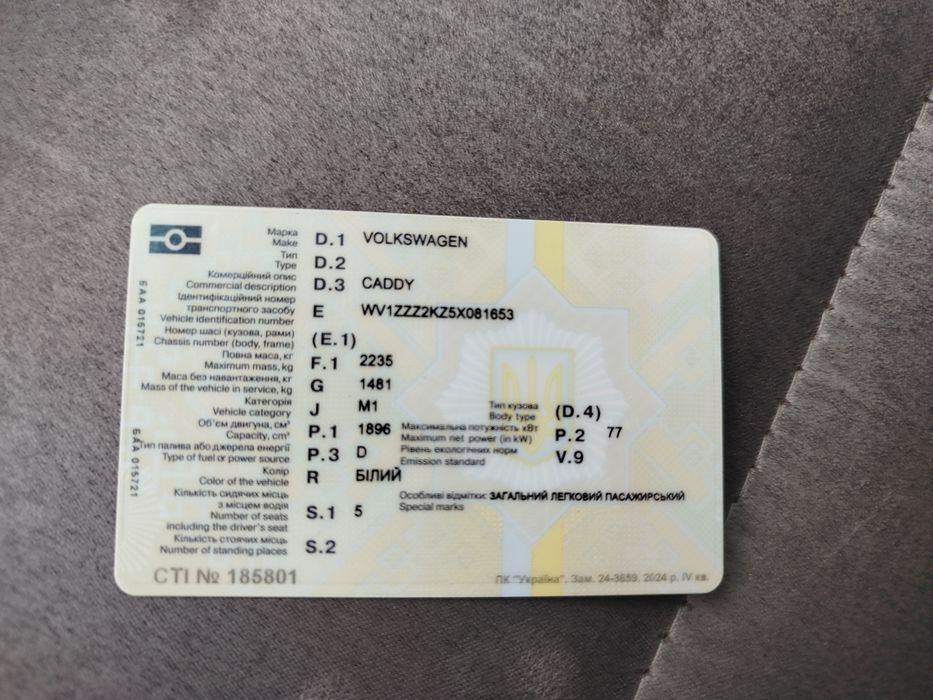 Марка
Make D.1 VOLKSWAGEN
Тип
Type D.2
Комерційний опис
Commercial description D.3 CADDY
Ідентифікаційний номер
транспортного засобу
Vehicle identification number E WV1ZZZ2KZ5X081653
Номер шасі (кузова, рами)
Chassis number (body, frame) (E.1)
Повна маса, кг
Maximum mass, kg F.1 2235
Маса без навантаження, кг
Mass of the vehicle in service, kg G 1481
Категорія
Vehicle category J M1
Тип кузова
Body type (D.4)
Об'єм двигуна, см³
Capacity, cm³ P.1 1896
Максимальна потужність кВт
Maximum net power (in kW) P.2 77
Тип палива або джерела енергії
Type of fuel or power source P.3 D
Рівень екологічних норм
Emission standard V.9
Колір
Color of the vehicle R БІЛИЙ
Кількість сидячих місць
з місцем водія
Number of seats
including the driver's seat S.1 5
Особливі відмітки: ЗАГАЛЬНИЙ ЛЕГКОВИЙ ПАСАЖИРСЬКИЙ
Special marks
Кількість стоячих місць
Number of standing places S.2
СТІ № 185801
ПК "Україна". Зам. 24-3659. 2024 р. IV кв.
БАА 015721
БАА 015721